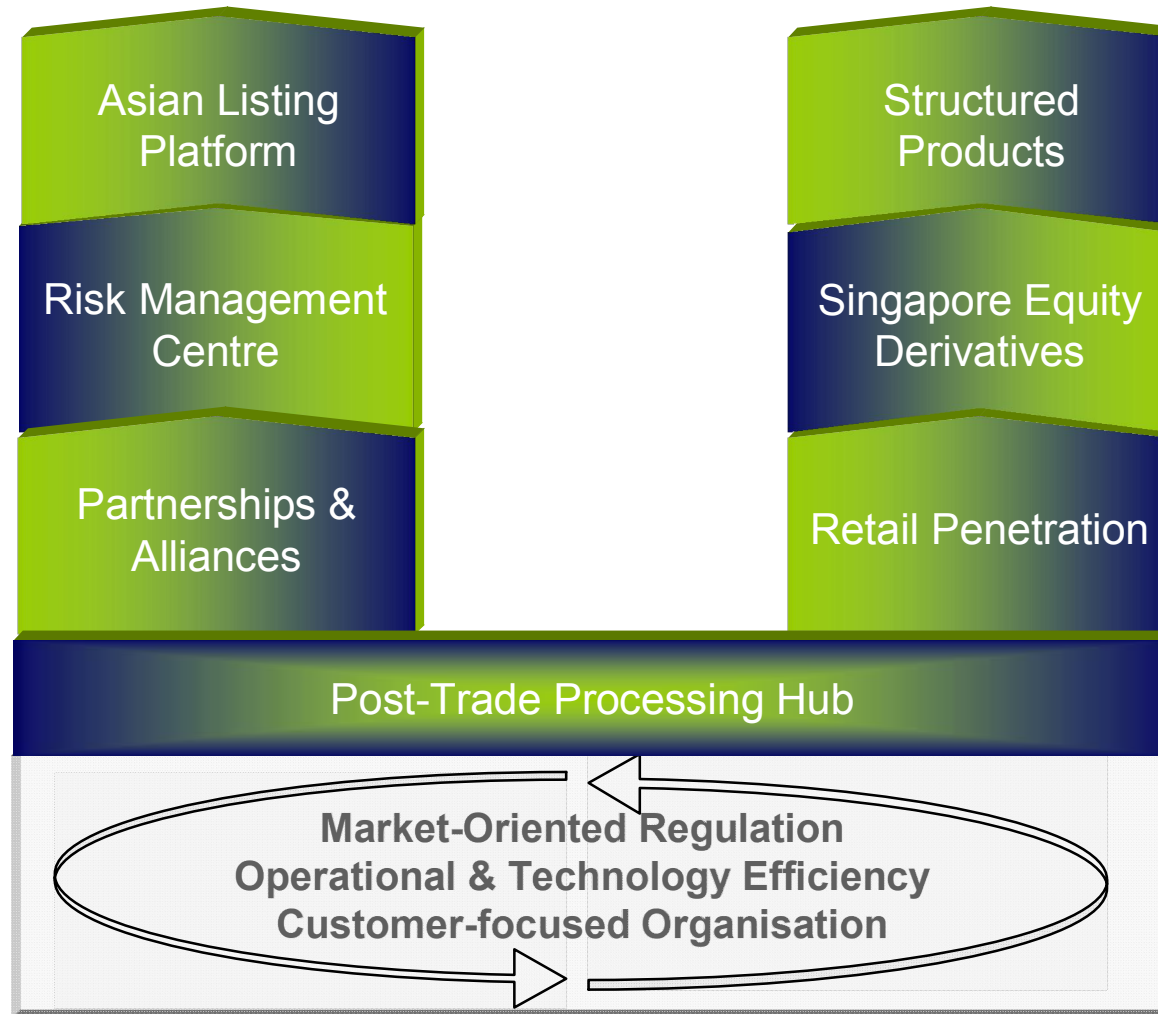 Asian Listing
Platform
Structured
Products
Risk Management
Centre
Singapore Equity
Derivatives
Partnerships &
Alliances
Retail Penetration
Post-Trade Processing Hub
Market-Oriented Regulation
Operational & Technology Efficiency
Customer-focused Organisation